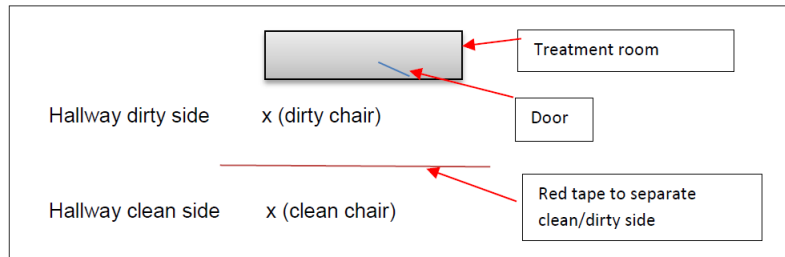 Treatment room
Hallway dirty side x (dirty chair)
Door
Red tape to separate
clean/dirty side
Hallway clean side x (clean chair)